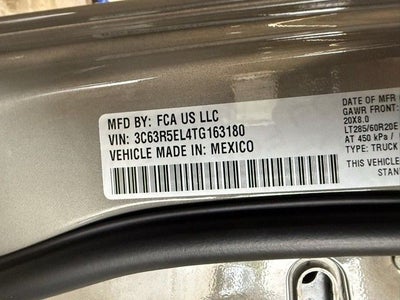 MFD BY: FCA US LLC
VIN: 3C63R5EL4TG163180
VEHICLE MADE IN: MEXICO
DATE OF MFR
GAWR FRONT:
20X8.0
LT285/60R20E
AT 450 kPa /
TYPE: TRUCK
THIS VEHICLE
STAN